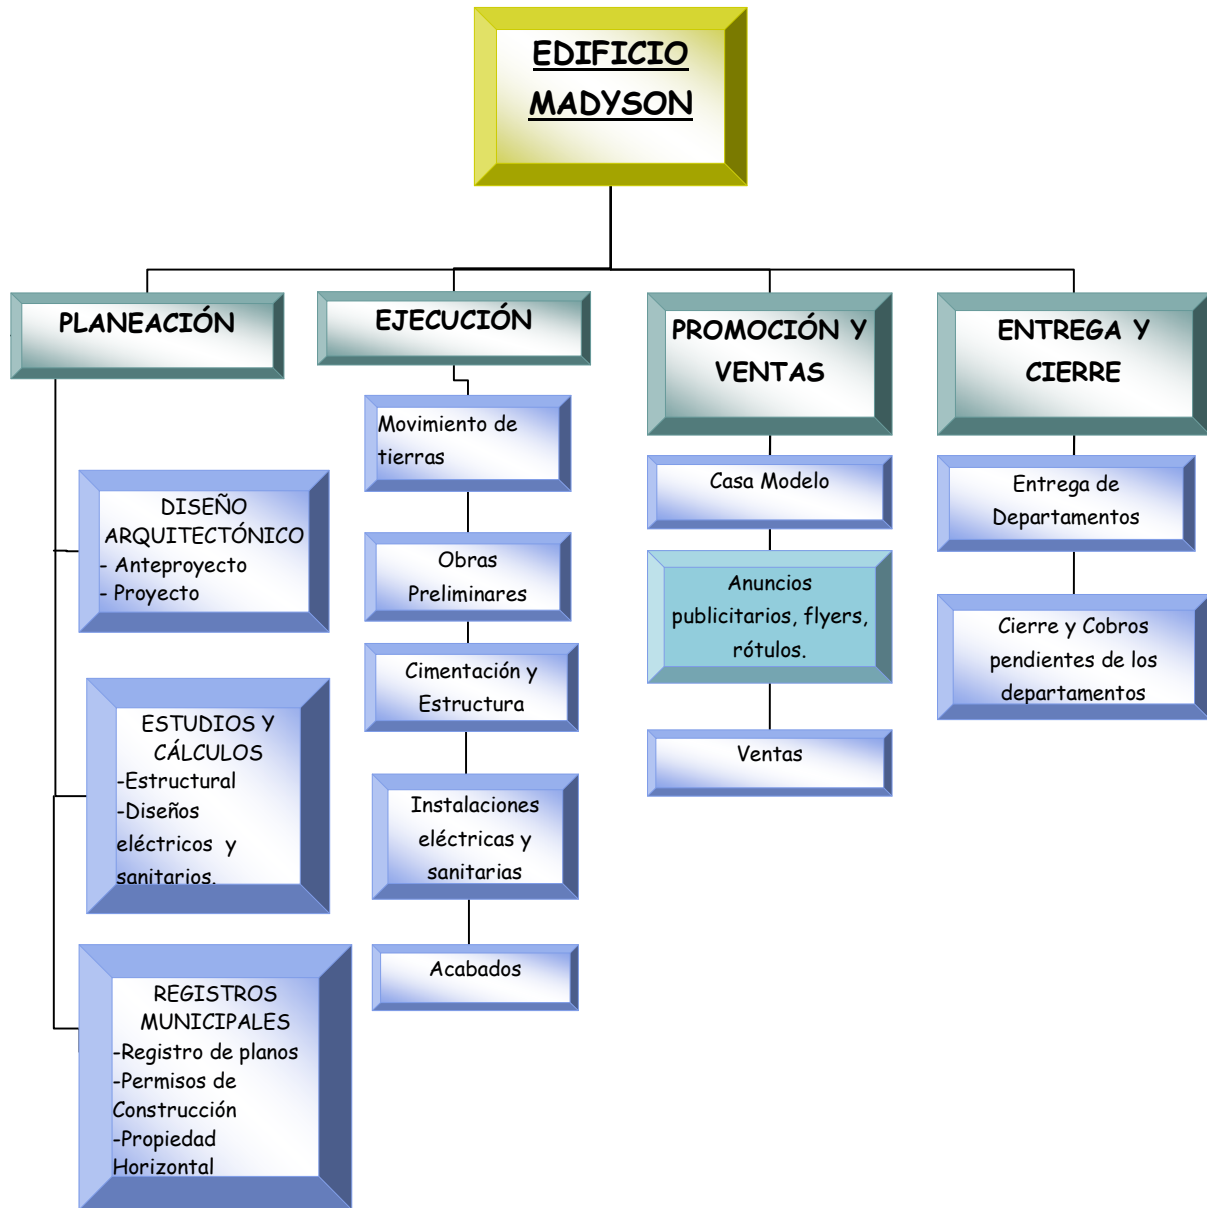 EDIFICIO
MADYSON
PLANEACIÓN
DISEÑO
ARQUITECTÓNICO
- Anteproyecto
- Proyecto
ESTUDIOS Y
CÁLCULOS
-Estructural
-Diseños
eléctricos y
sanitarios.
REGISTROS
MUNICIPALES
-Registro de planos
-Permisos de
Construcción
-Propiedad
Horizontal
EJECUCIÓN
Movimiento de
tierras
Obras
Preliminares
Cimentación y
Estructura
Instalaciones
eléctricas y
sanitarias
Acabados
PROMOCIÓN Y
VENTAS
Casa Modelo
Anuncios
publicitarios, flyers,
rótulos.
Ventas
ENTREGA Y
CIERRE
Entrega de
Departamentos
Cierre y Cobros
pendientes de los
departamentos